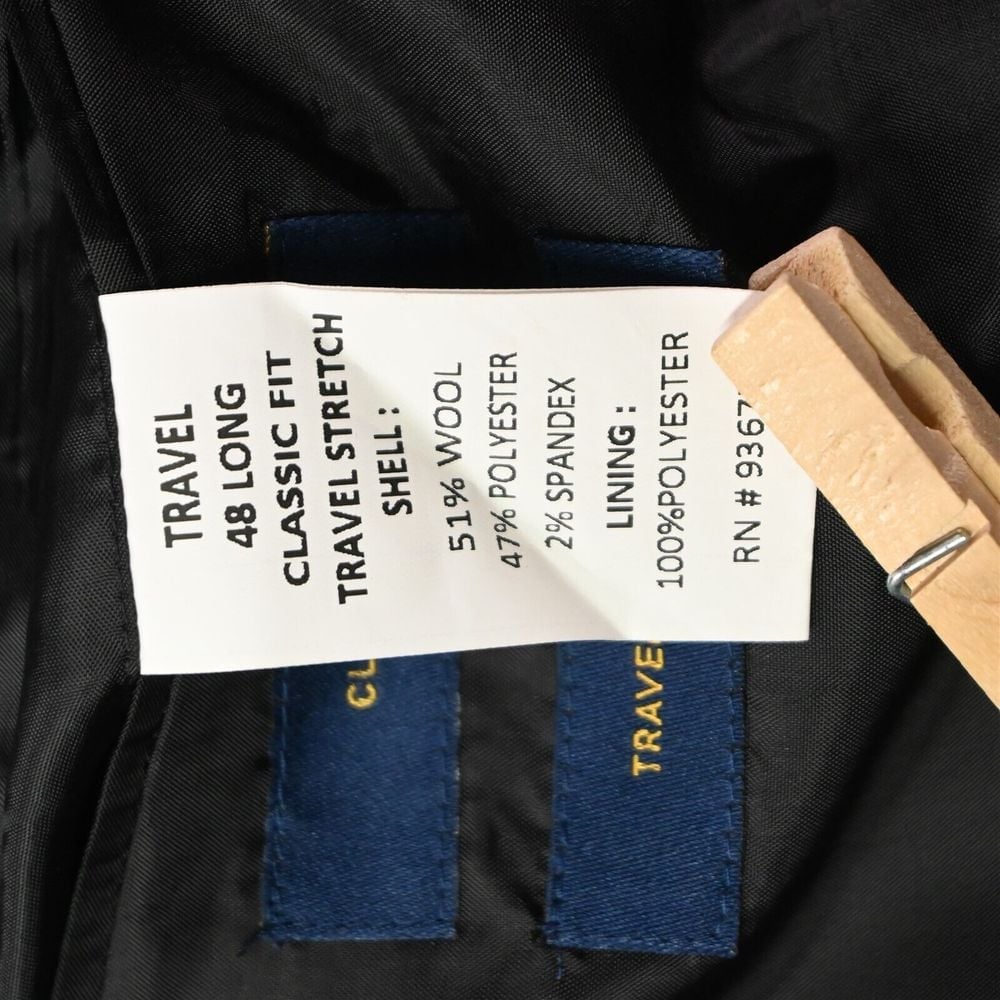 TRAVEL
48 LONG
CLASSIC FIT
TRAVEL STRETCH
SHELL :
51% WOOL
47% POLYESTER
2% SPANDEX
LINING :
100%POLYESTER
RN # 9367